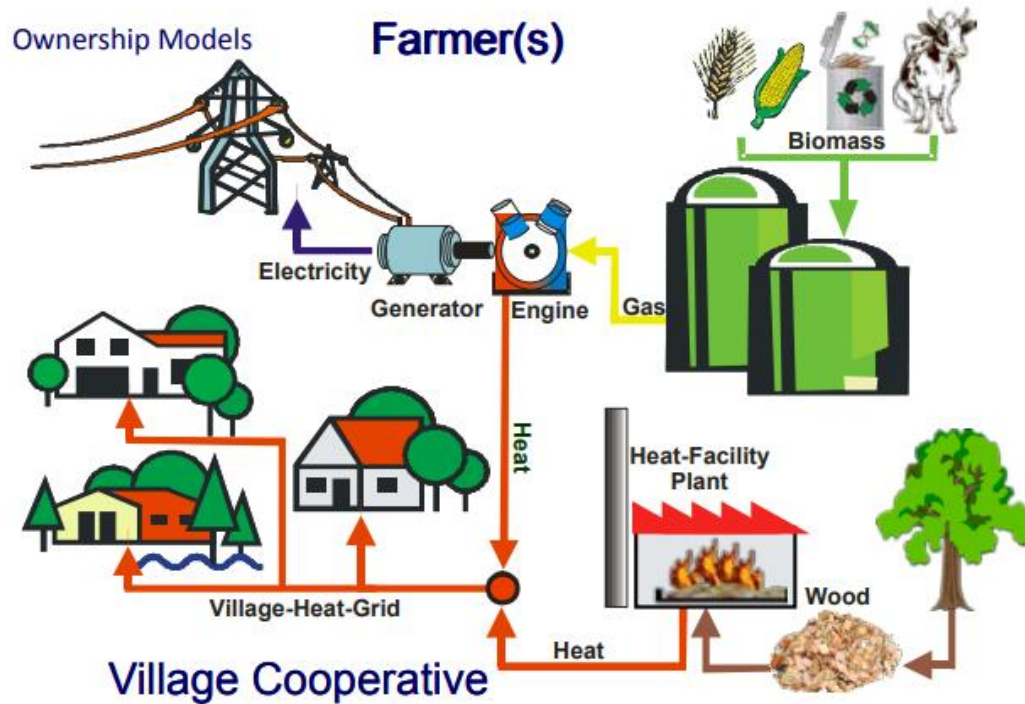 Ownership Models
Farmer(s)
Biomass
Electricity
Generator
Engine
Gas
Heat
Heat-Facility
Plant
Wood
Village-Heat-Grid
Heat
Village Cooperative